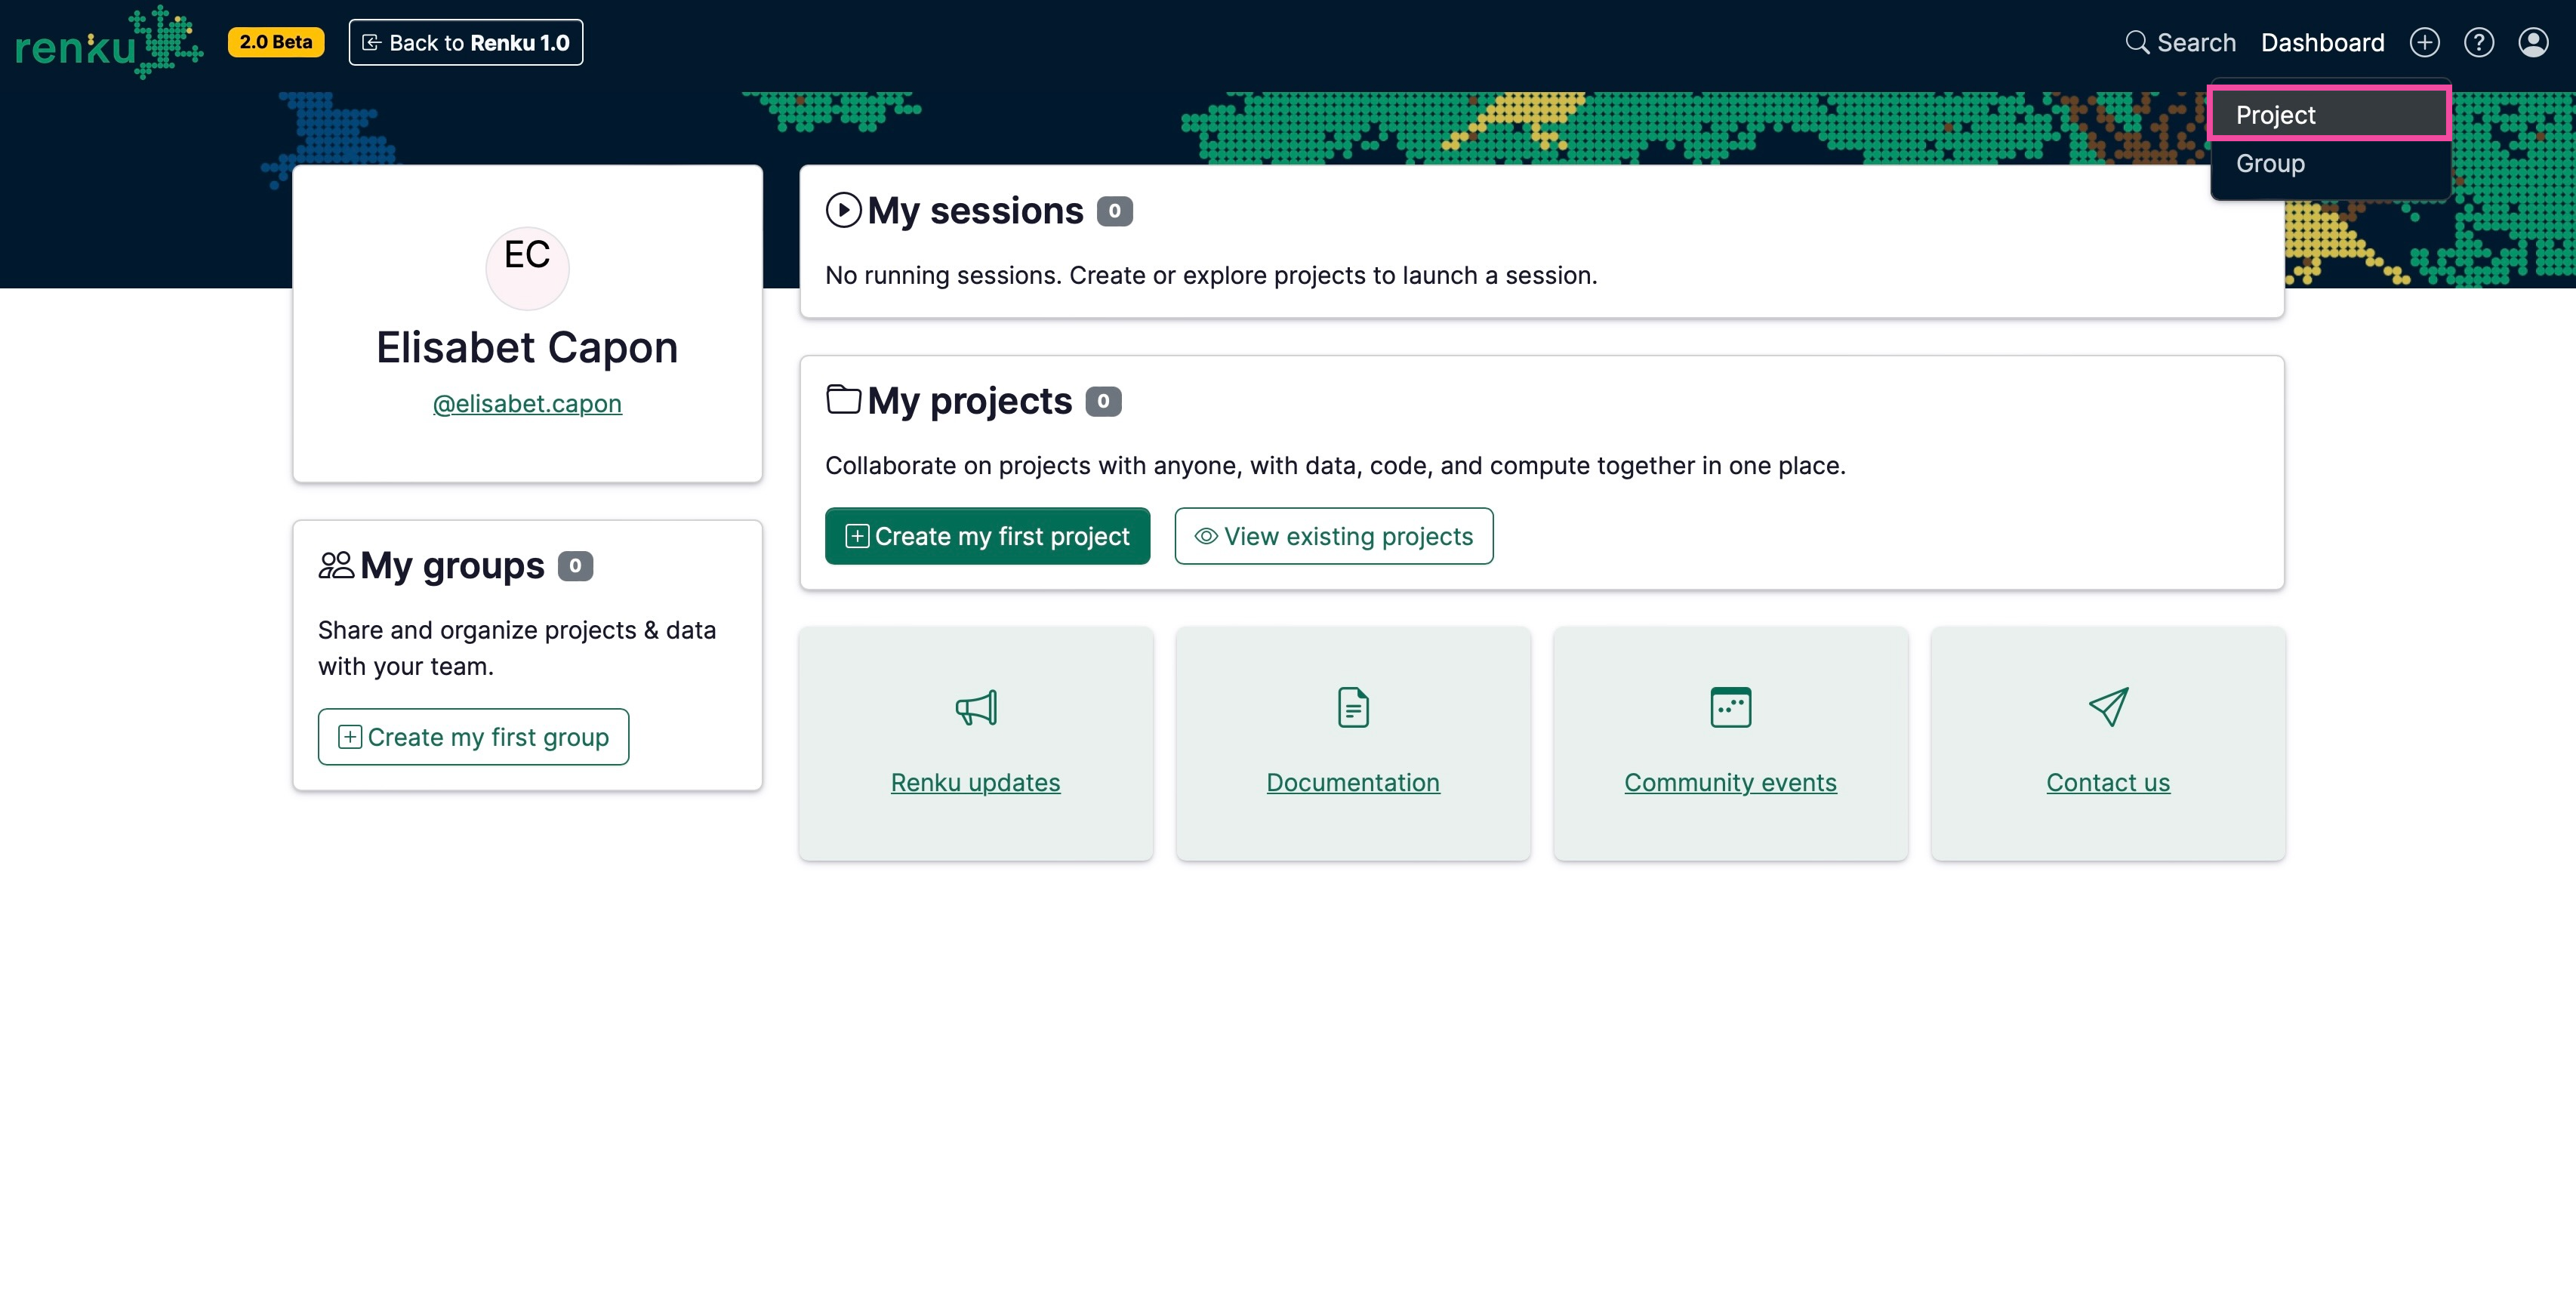 renku
2.0 Beta
Back to Renku 1.0
Search
Dashboard
Project
Group
EC
Elisabet Capon
@elisabet.capon
My groups 0
Share and organize projects & data
with your team.
Create my first group
My sessions 0
No running sessions. Create or explore projects to launch a session.
My projects 0
Collaborate on projects with anyone, with data, code, and compute together in one place.
Create my first project
View existing projects
Renku updates
Documentation
Community events
Contact us